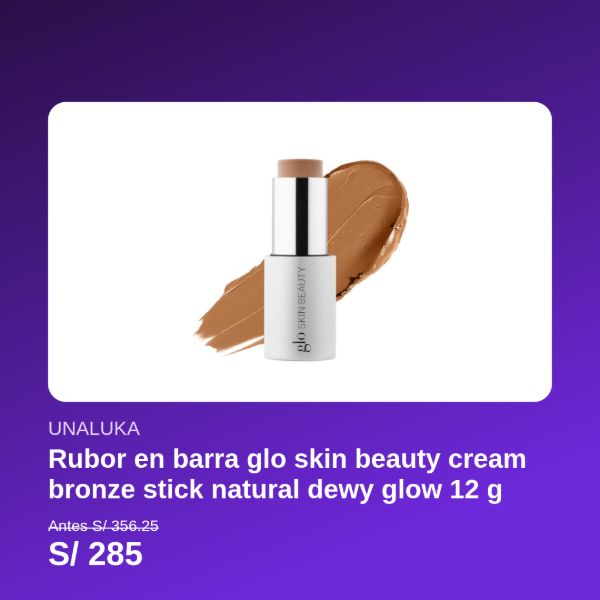 glo SKIN BEAUTY
UNALUKA
Rubor en barra glo skin beauty cream
bronze stick natural dewy glow 12 g
Antes S/ 356.25
S/ 285